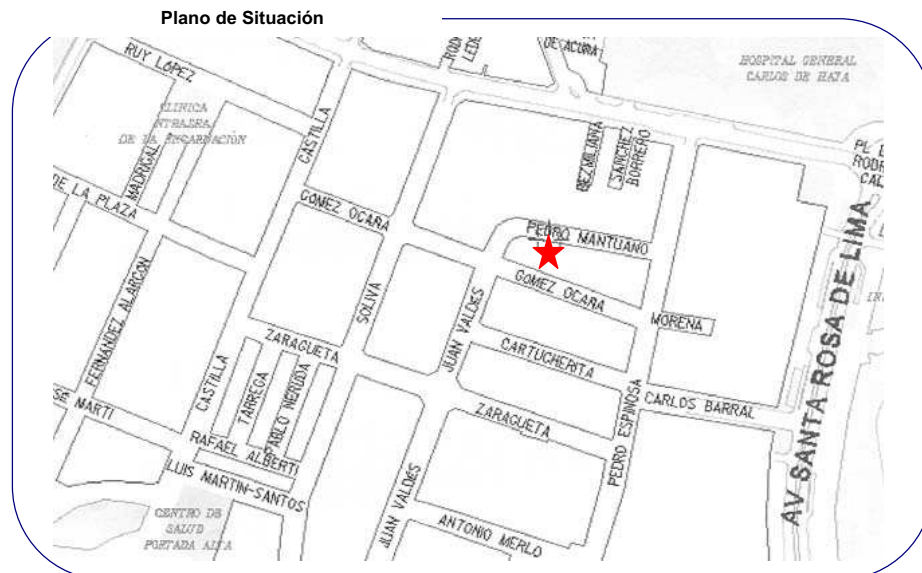 Plano de Situación
RUY LOPEZ
DE ACUÑA
HOSPITAL GENERAL
CARLOS DE HAYA
CLINICA
DE LA ENCARNACIÓN
MADRIGAL
CASTILLA
BEZMILIANA
SANCHEZ
BORRERO
DE LA PLAZA
GOMEZ OCAÑA
PEDRO MANTUANO
AV SANTA ROSA DE LIMA
FERNANDEZ ALARCON
SOLIVA
JUAN VALDES
GOMEZ OCAÑA
MORENA
ZARAGUETA
CARTUCHERITA
CASTILLA
TARREGA
PABLO NERUDA
CARLOS BARRAL
MARTI
ZARAGUETA
PEDRO ESPINOSA
RAFAEL ALBERTI
LUIS MARTIN-SANTOS
JUAN VALDES
CENTRO DE
SALUD
PORTADA ALTA
ANTONIO MERLO